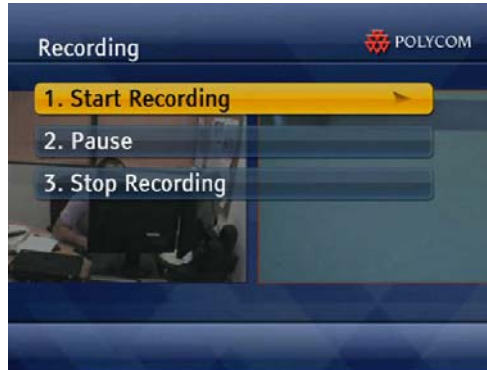 Recording
POLYCOM
1. Start Recording
2. Pause
3. Stop Recording